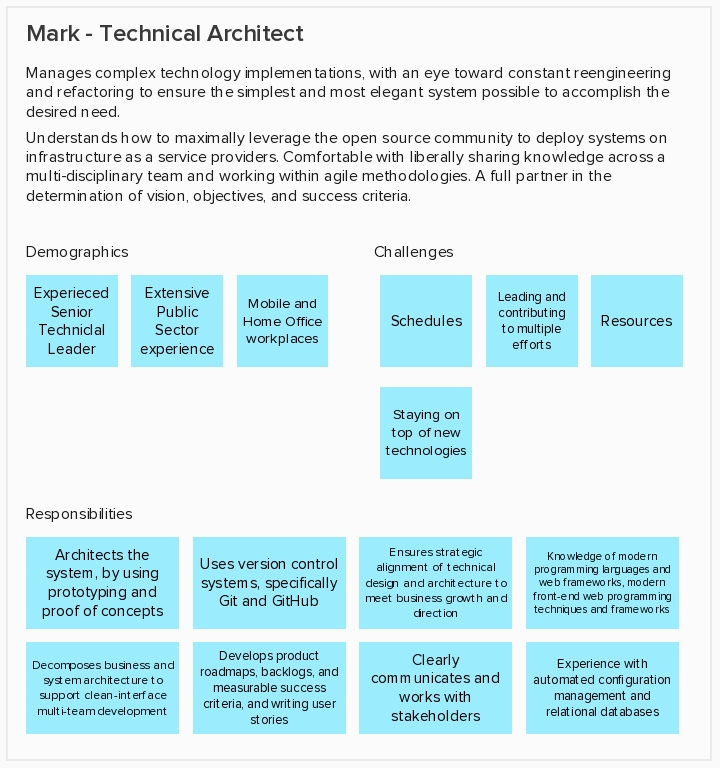 Mark - Technical Architect
Manages complex technology implementations, with an eye toward constant reengineering
and refactoring to ensure the simplest and most elegant system possible to accomplish the
desired need.
Understands how to maximally leverage the open source community to deploy systems on
infrastructure as a service providers. Comfortable with liberally sharing knowledge across a
multi-disciplinary team and working within agile methodologies. A full partner in the
determination of vision, objectives, and success criteria.
Demographics
Experieced
Senior
Techniclal
Leader
Extensive
Public
Sector
experience
Mobile and
Home Office
workplaces
Challenges
Schedules
Leading and
contributing
to multiple
efforts
Resources
Staying on
top of new
technologies
Responsibilities
Architects the
system, by using
prototyping and
proof of concepts
Uses version control
systems, specifically
Git and GitHub
Ensures strategic
alignment of technical
design and architecture to
meet business growth and
direction
Knowledge of modern
programming languages and
web frameworks, modern
front-end web programming
techniques and frameworks
Decomposes business and
system architecture to
support clean-interface
multi-team development
Develops product
roadmaps, backlogs, and
measurable success
criteria, and writing user
stories
Clearly
communicates and
works with
stakeholders
Experience with
automated configuration
management and
relational databases